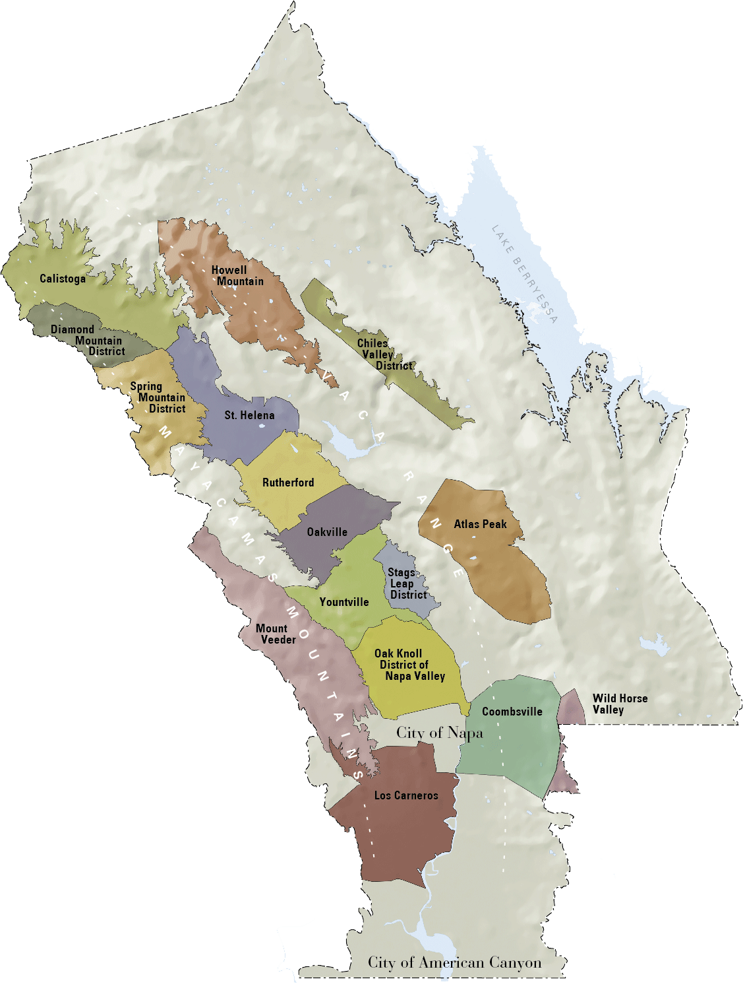 LAKE BERRYESSA
Calistoga
Howell
Mountain
Diamond
Mountain
District
Chiles
Valley
District
Spring
Mountain
District
St. Helena
VACA RANGE
MAYACAMAS MOUNTAINS
Rutherford
Oakville
Atlas Peak
Stags
Leap
District
Yountville
Mount
Veeder
Oak Knoll
District of
Napa Valley
Coombsville
Wild Horse
Valley
City of Napa
Los Carneros
City of American Canyon